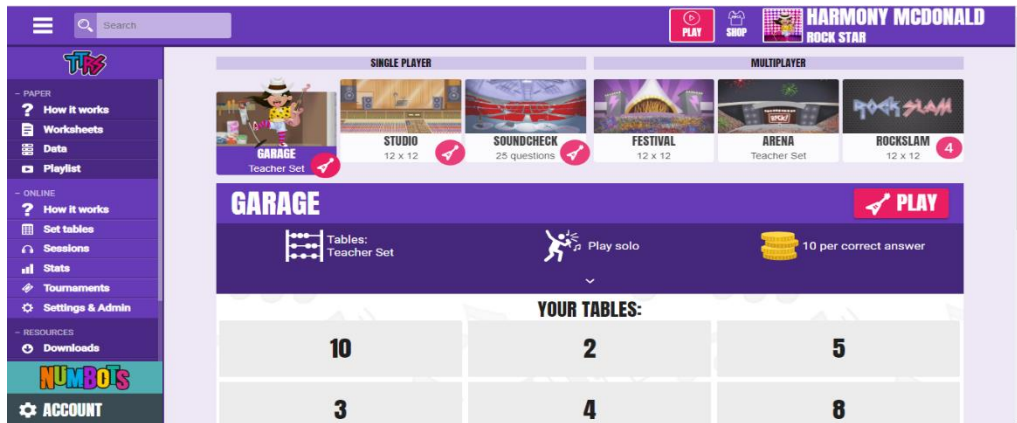 Search
PLAY
SHOP
HARMONY MCDONALD
ROCK STAR
TTRS
- PAPER
? How it works
Worksheets
Data
Playlist
- ONLINE
? How it works
Set tables
Sessions
Stats
Tournaments
Settings & Admin
- RESOURCES
Downloads
NUMBOTS
ACCOUNT
SINGLE PLAYER
MULTIPLAYER
GARAGE
Teacher Set
STUDIO
12 x 12
SOUNDCHECK
25 questions
FESTIVAL
12 x 12
ARENA
Teacher Set
ROCK SLAM
ROCKSLAM
12 x 12
4
GARAGE
PLAY
Tables:
Teacher Set
Play solo
10 per correct answer
YOUR TABLES:
10 2 5
3 4 8